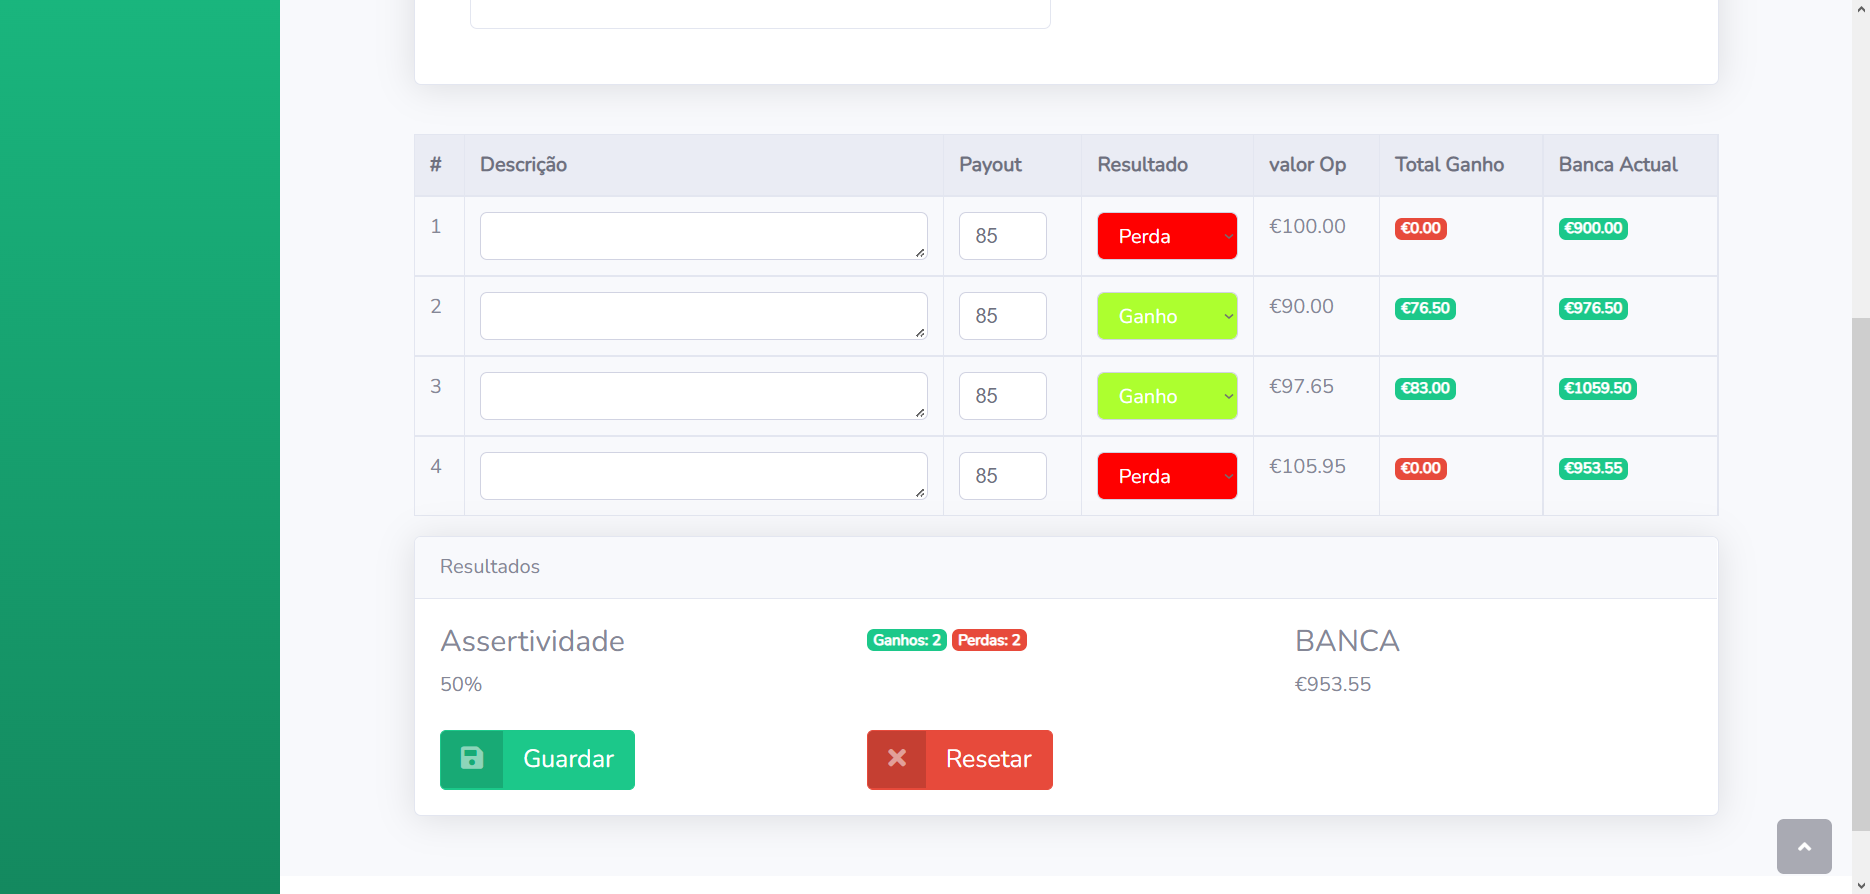 # Descrição Payout Resultado valor Op Total Ganho Banca Actual
1 85 Perda €100.00 €0.00 €900.00
2 85 Ganho €90.00 €76.50 €976.50
3 85 Ganho €97.65 €83.00 €1059.50
4 85 Perda €105.95 €0.00 €953.55
Resultados
Assertividade Ganhos: 2 Perdas: 2 BANCA
50% €953.55
Guardar Resetar